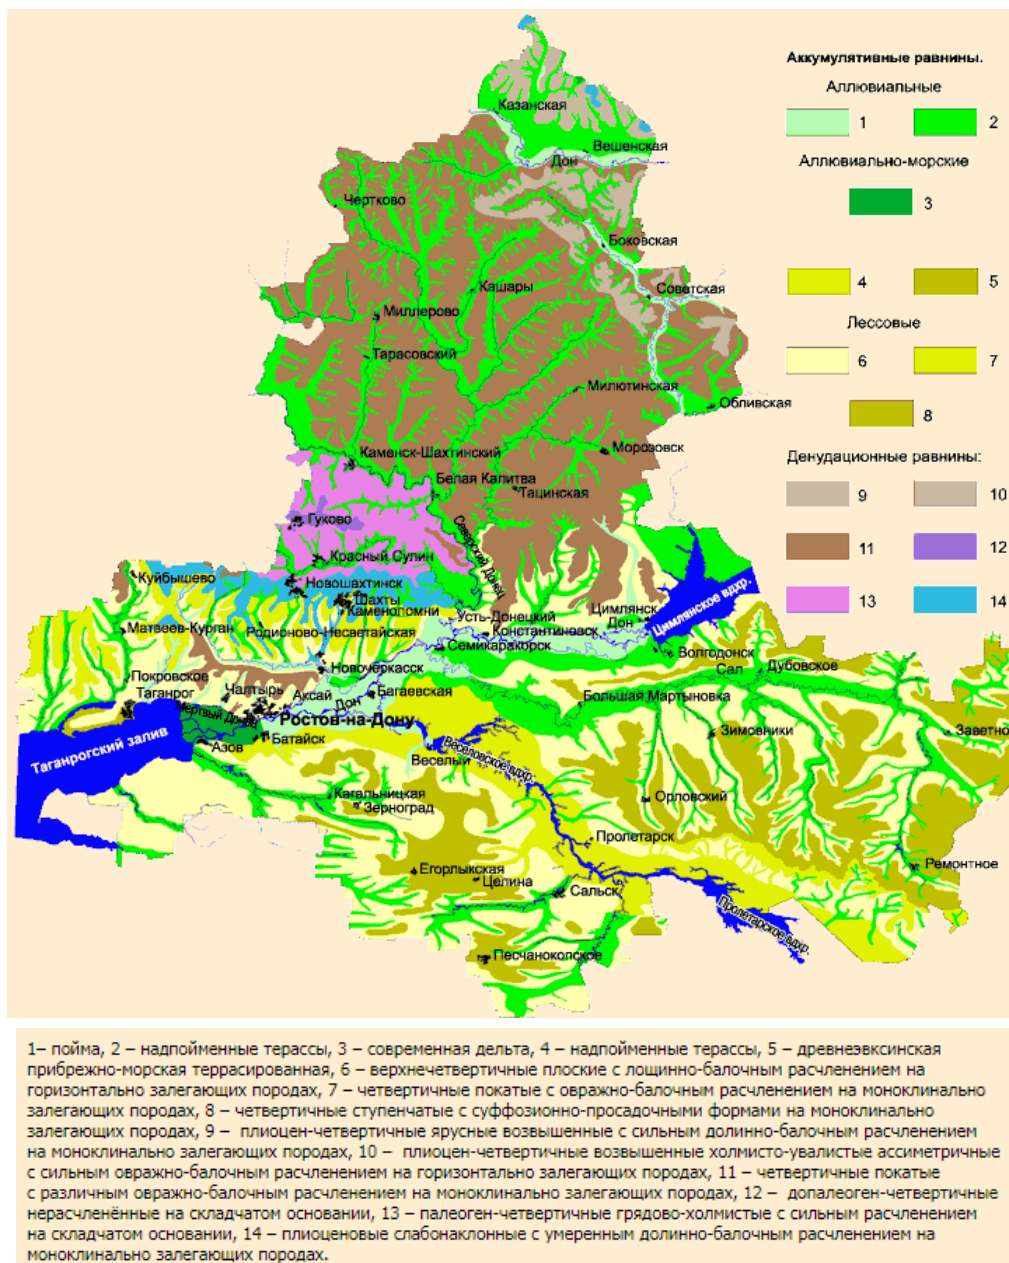 Аккумулятивные равнины.
Аллювиальные
1
2
Аллювиально-морские
3
4
5
Лессовые
6
7
8
Денудационные равнины:
9
10
11
12
13
14
Казанская
Вешенская
Дон
Чертково
Боковская
Советская
Кашары
Миллерово
Тарасовский
Милютинская
Обливская
Морозовск
Каменск-Шахтинский
Белая Калитва
Тацинская
Гуково
Северский Донец
Красный Сулин
Куйбышево
Новошахтинск
Шахты
Каменоломни
Цимлянское вдхр.
Цимлянск
Дон
Усть-Донецкий
Константиновск
Матвеев-Курган
Родионово-Несветайская
Семикаракорск
Волгодонск
Сал
Дубовское
Новочеркасск
Покровское
Таганрог
Чалтырь
Аксай
Дон
Багаевская
Большая Мартыновка
Мертвый Донец
Ростов-на-Дону
Таганрогский залив
Азов
Батайск
Зимовники
Заветно
Веселый
Веселовское вдхр.
Кагальницкая
Зерноград
Орловский
Пролетарск
Егорлыкская
Целина
Сальск
Ремонтное
Пролетарское вдхр.
Песчанокопское
1– пойма, 2 – надпойменные терассы, 3 – современная дельта, 4 – надпойменные терассы, 5 – древнеэвксинская
прибрежно-морская террасированная, 6 – верхнечетвертичные плоские с лощинно-балочным расчленением на
горизонтально залегающих породах, 7 – четвертичные покатые с овражно-балочным расчленением на моноклинально
залегающих породах, 8 – четвертичные ступенчатые с суффозионно-просадочными формами на моноклинально
залегающих породах, 9 – плиоцен-четвертичные ярусные возвышенные с сильным долинно-балочным расчленением
на моноклинально залегающих породах, 10 – плиоцен-четвертичные возвышенные холмисто-увалистые ассиметричные
с сильным овражно-балочным расчленением на горизонтально залегающих породах, 11 – четвертичные покатые
с различным овражно-балочным расчленением на моноклинально залегающих породах, 12 – допалеоген-четвертичные
нерасчленённые на складчатом основании, 13 – палеоген-четвертичные грядово-холмистые с сильным расчленением
на складчатом основании, 14 – плиоценовые слабонаклонные с умеренным долинно-балочным расчленением на
моноклинально залегающих породах.